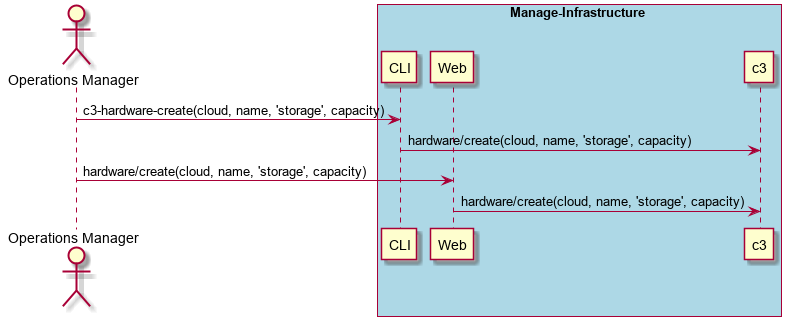 Manage-Infrastructure
Operations Manager
CLI
Web
c3
c3-hardware-create(cloud, name, 'storage', capacity)
hardware/create(cloud, name, 'storage', capacity)
hardware/create(cloud, name, 'storage', capacity)
hardware/create(cloud, name, 'storage', capacity)
Operations Manager
CLI
Web
c3